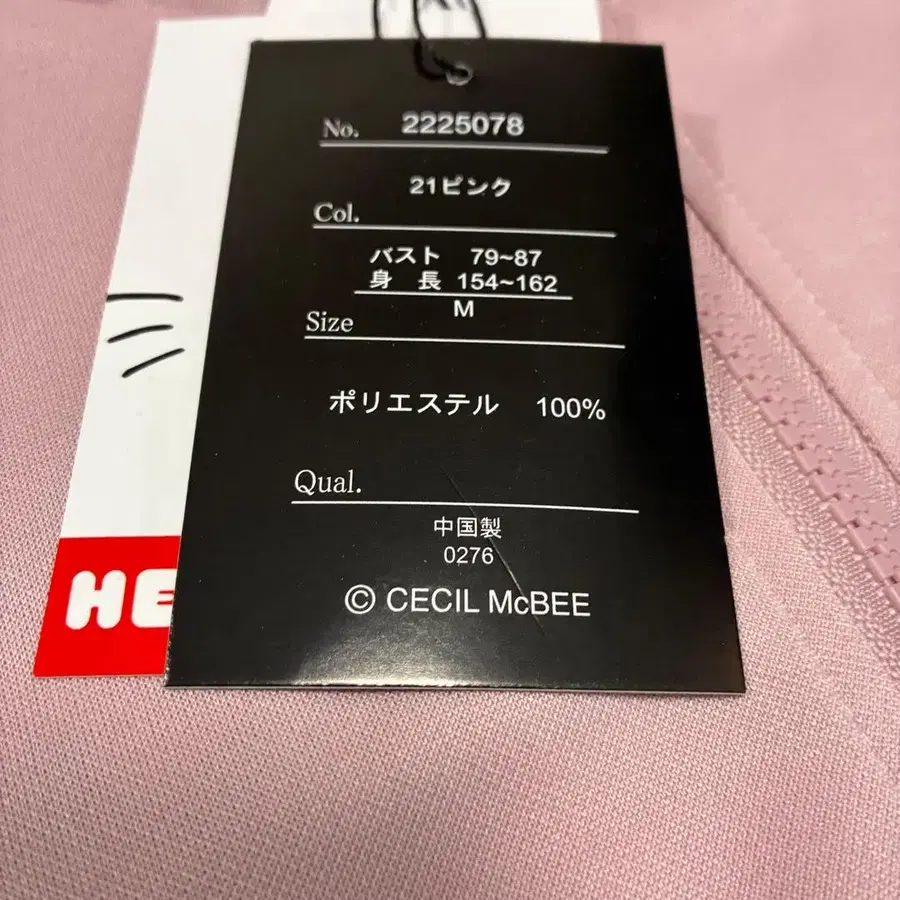 No. 2225078
21ピンク
Col.
バスト 79~87
身 長 154~162
M
Size
ポリエステル 100%
Qual.
中国製
0276
© CECIL McBEE
HE